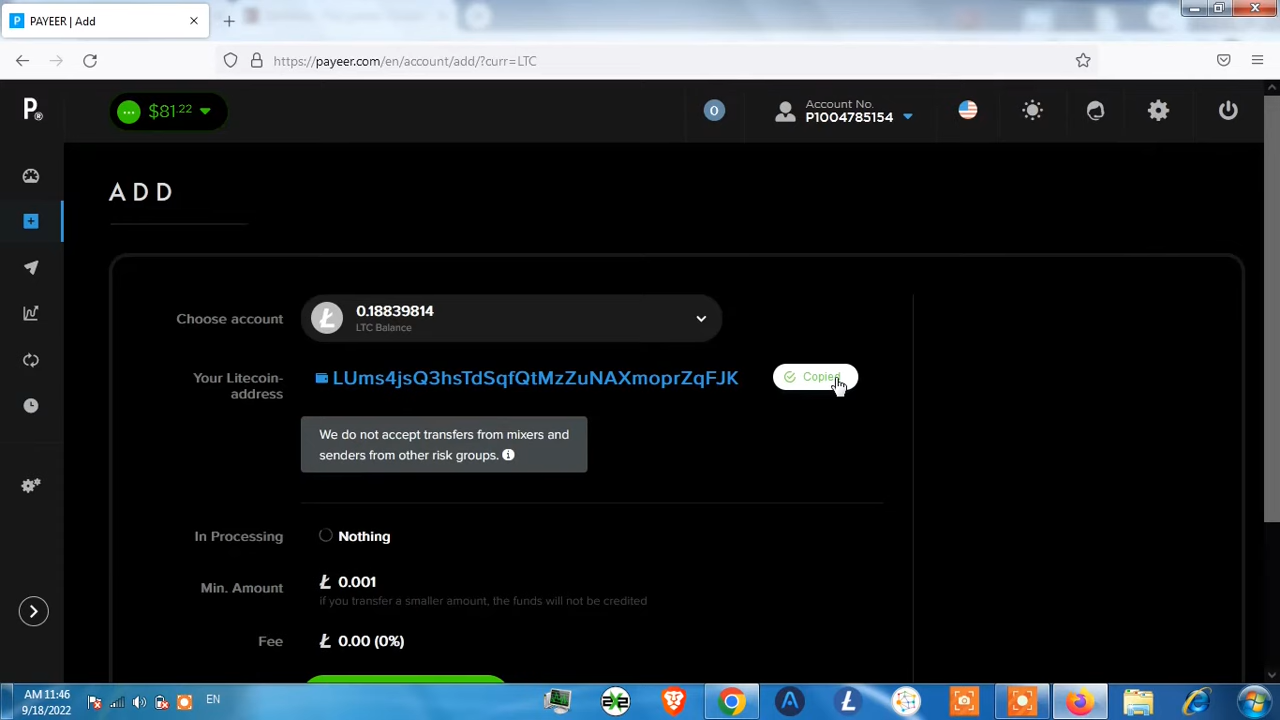 PAYEER | Add
https://payeer.com/en/account/add/?curr=LTC
P
$81.22
0
Account No.
P1004785154
ADD
Choose account
0.18839814
LTC Balance
Your Litecoin-
address
LUms4jsQ3hsTdSqfQtMzZuNAXmoprZqFJK
Copied
We do not accept transfers from mixers and
senders from other risk groups.
In Processing
Nothing
Min. Amount
Ł 0.001
if you transfer a smaller amount, the funds will not be credited
Fee
Ł 0.00 (0%)
AM 11:46
9/18/2022
EN